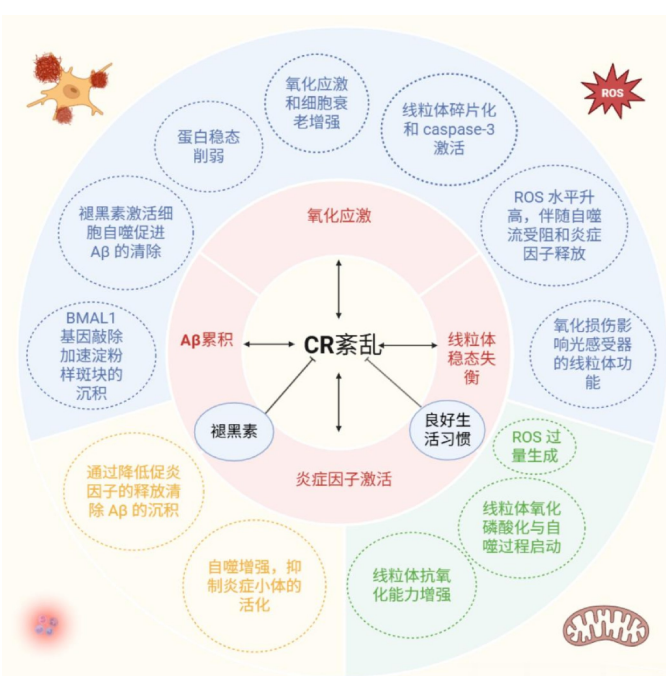 氧化应激
和细胞衰
老增强
线粒体碎片化
和 caspase-3
激活
ROS
蛋白稳态
削弱
ROS 水平升
高，伴随自噬
流受阻和炎症
因子释放
褪黑素激活细
胞自噬促进
Aβ 的清除
氧化应激
BMAL1
基因敲除
加速淀粉
样斑块的
沉积
Aβ累积
CR紊乱
线粒体
稳态失
衡
氧化损伤影
响光感受器
的线粒体功
能
褪黑素
良好生
活习惯
ROS 过
量生成
通过降低促炎
因子的释放清
除 Aβ 的沉积
炎症因子激活
线粒体氧化
磷酸化与自
噬过程启动
自噬增强，抑
制炎症小体的
活化
线粒体抗氧
化能力增强